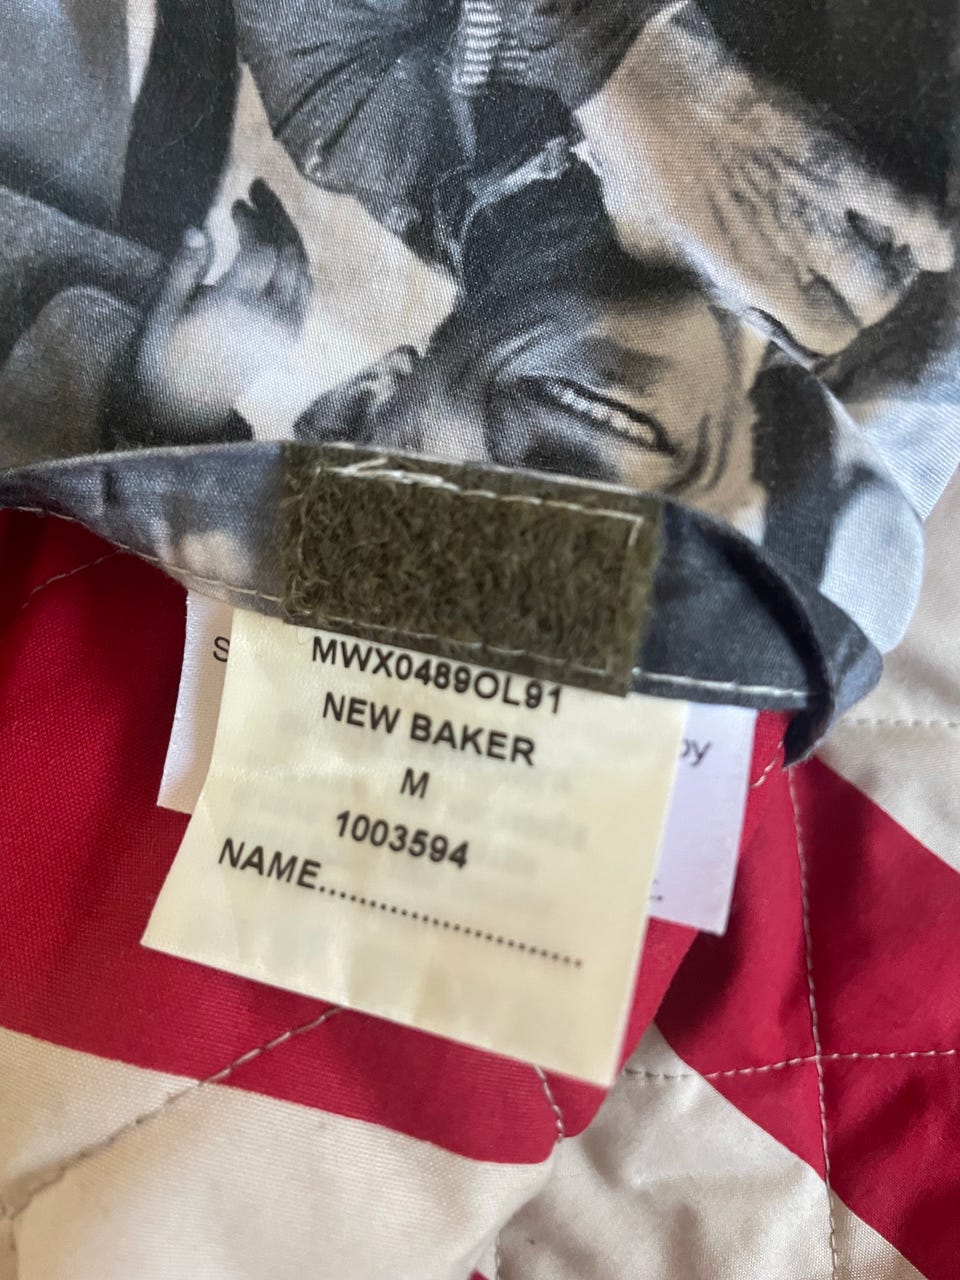 MWX0489OL91
NEW BAKER
M
1003594
NAME..............................